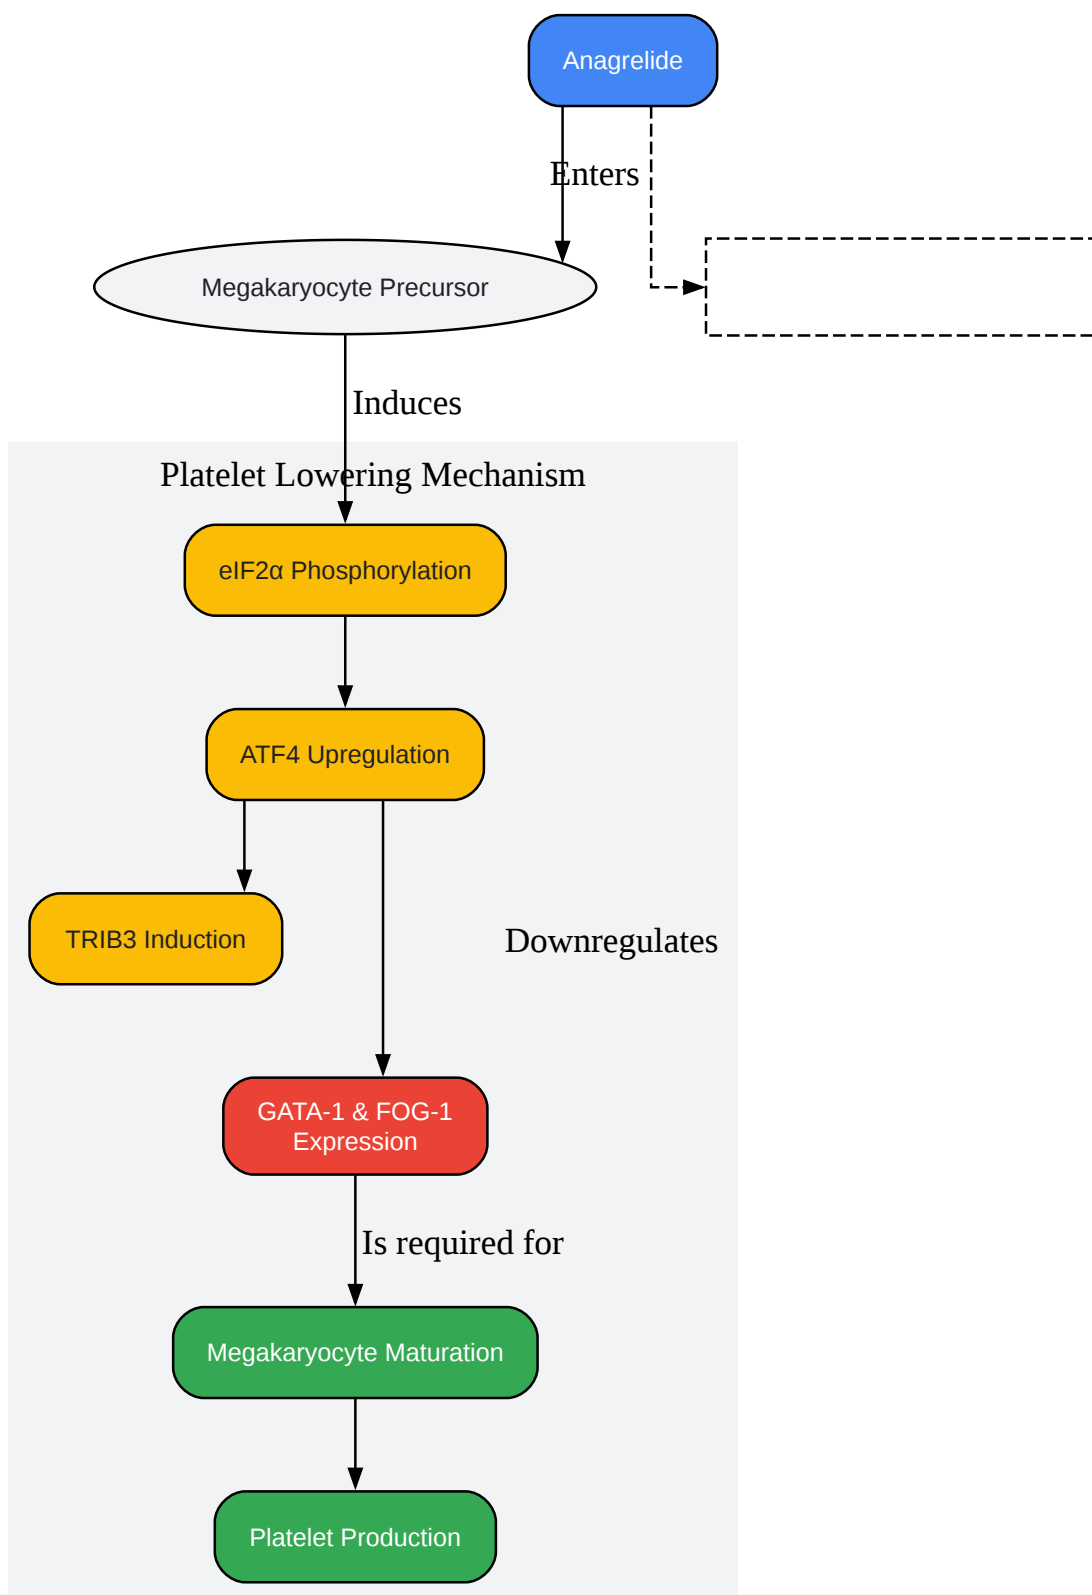 Anagrelide
Enters
Megakaryocyte Precursor
Induces
Platelet Lowering Mechanism
eIF2α Phosphorylation
ATF4 Upregulation
TRIB3 Induction
Downregulates
GATA-1 & FOG-1
Expression
Is required for
Megakaryocyte Maturation
Platelet Production